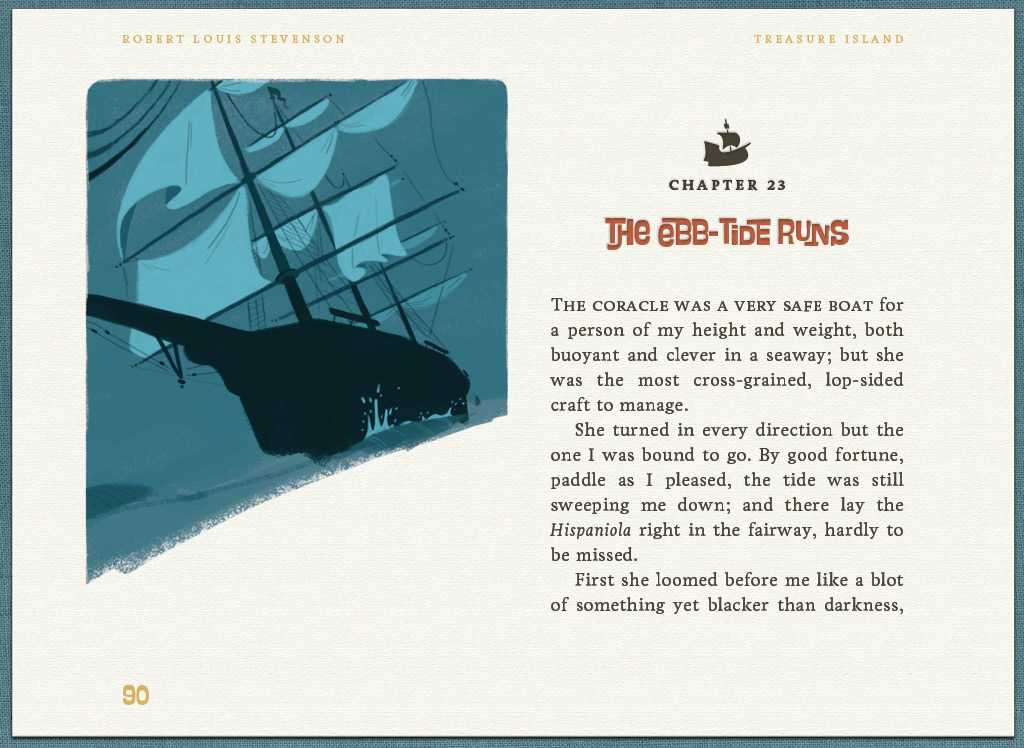 ROBERT LOUIS STEVENSON
TREASURE ISLAND
CHAPTER 23
THE EBB-TIDE RUNS
THE CORACLE WAS A VERY SAFE BOAT for
a person of my height and weight, both
buoyant and clever in a seaway; but she
was the most cross-grained, lop-sided
craft to manage.
She turned in every direction but the
one I was bound to go. By good fortune,
paddle as I pleased, the tide was still
sweeping me down; and there lay the
Hispaniola right in the fairway, hardly to
be missed.
First she loomed before me like a blot
of something yet blacker than darkness,
90